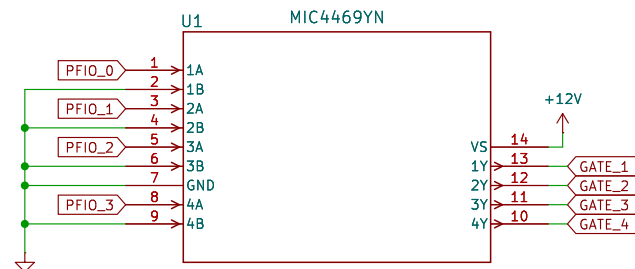 U1 MIC4469YN
PFIO_0 1 1A
2 1B
PFIO_1 3 2A
4 2B
PFIO_2 5 3A
6 3B
7 GND
PFIO_3 8 4A
9 4B
+12V
VS 14
1Y 13 GATE_1
2Y 12 GATE_2
3Y 11 GATE_3
4Y 10 GATE_4